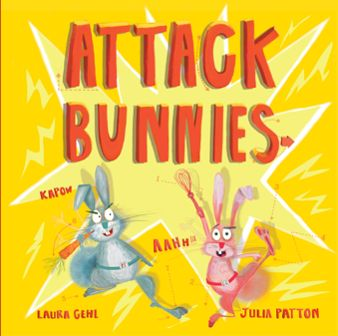 ATTACK
BUNNIES
KAPOW
AAHH!!
LAURA GEHL
JULIA PATTON